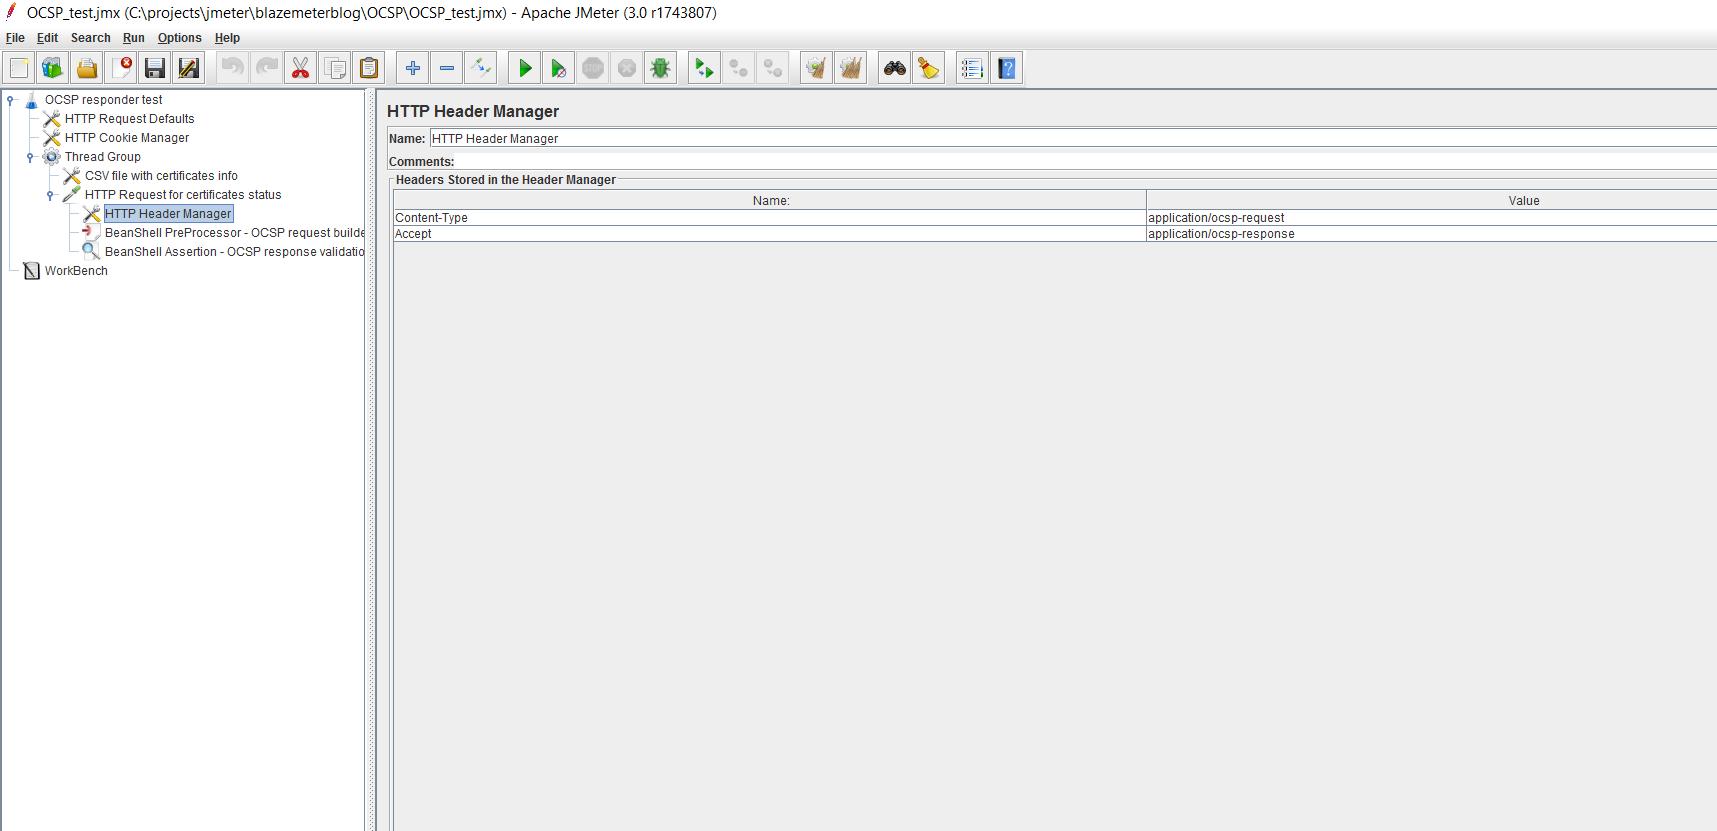 OCSP_test.jmx (C:\projects\jmeter\blazemeterblog\OCSP\OCSP_test.jmx) - Apache JMeter (3.0 r1743807)
File Edit Search Run Options Help
STOP
OCSP responder test
HTTP Request Defaults
HTTP Cookie Manager
Thread Group
CSV file with certificates info
HTTP Request for certificates status
HTTP Header Manager
BeanShell PreProcessor - OCSP request builde
BeanShell Assertion - OCSP response validatio
WorkBench
HTTP Header Manager
Name: HTTP Header Manager
Comments:
Headers Stored in the Header Manager
Name: Value
Content-Type application/ocsp-request
Accept application/ocsp-response